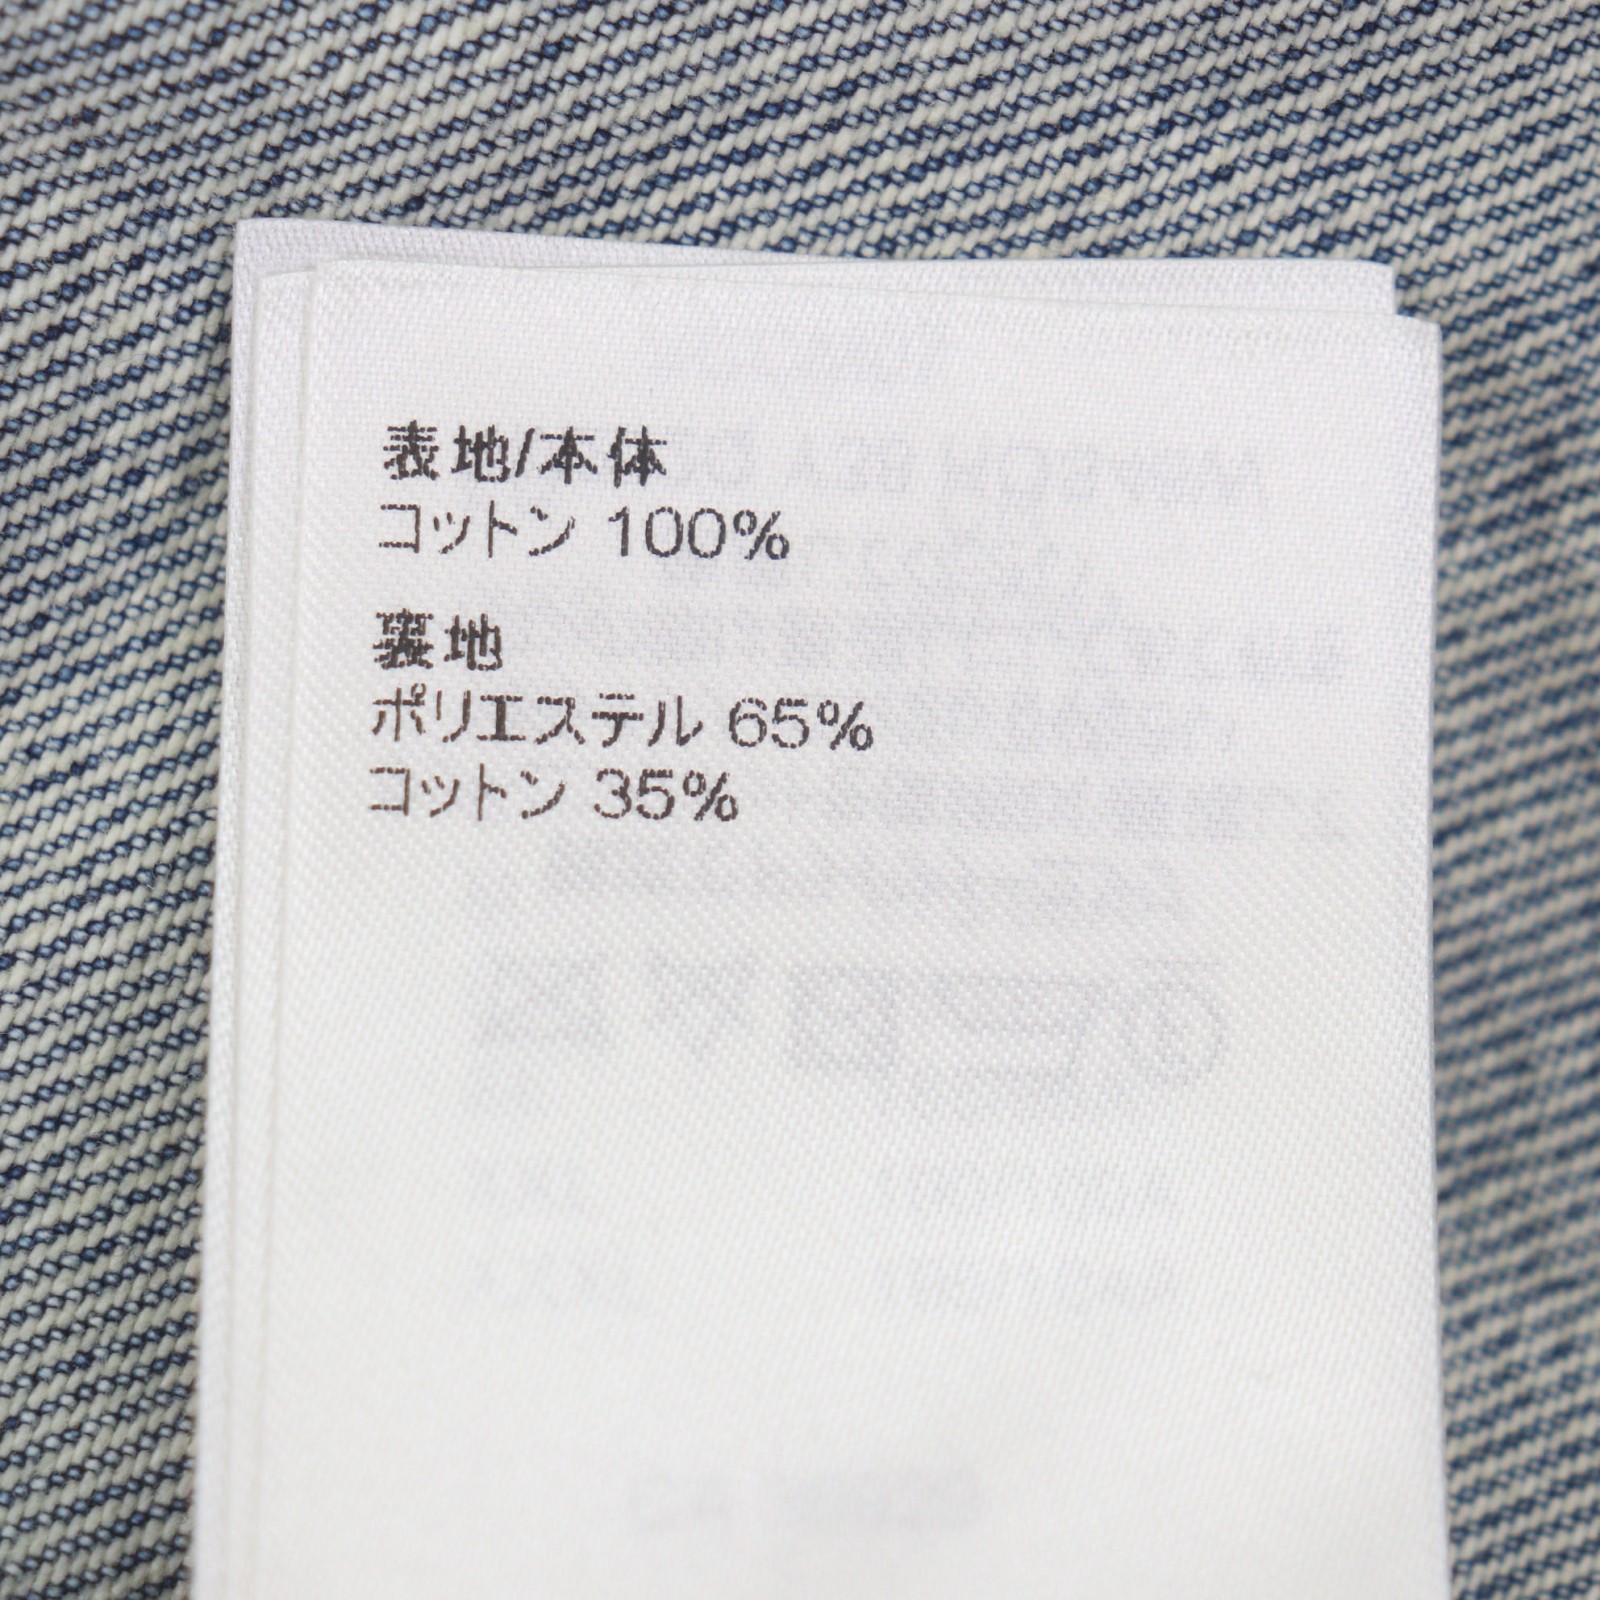 表地/本体
コットン 100%
裏地
ポリエステル 65%
コットン 35%